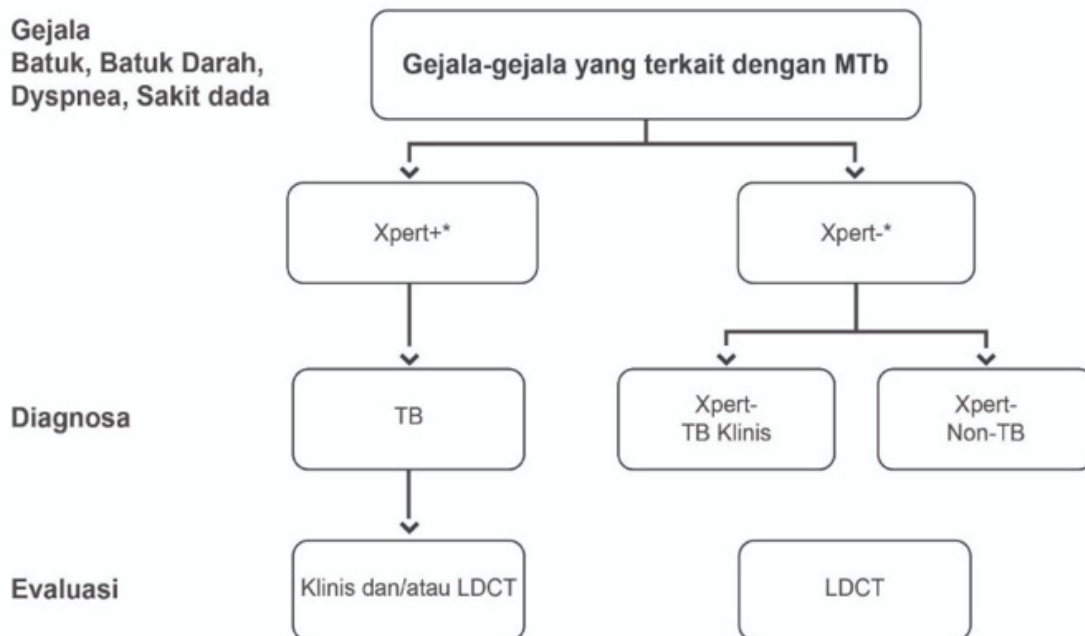 Gejala
Batuk, Batuk Darah,
Dyspnea, Sakit dada
Gejala-gejala yang terkait dengan MTb
Xpert+*
Xpert-*
Diagnosa
TB
Xpert-
TB Klinis
Xpert-
Non-TB
Evaluasi
Klinis dan/atau LDCT
LDCT